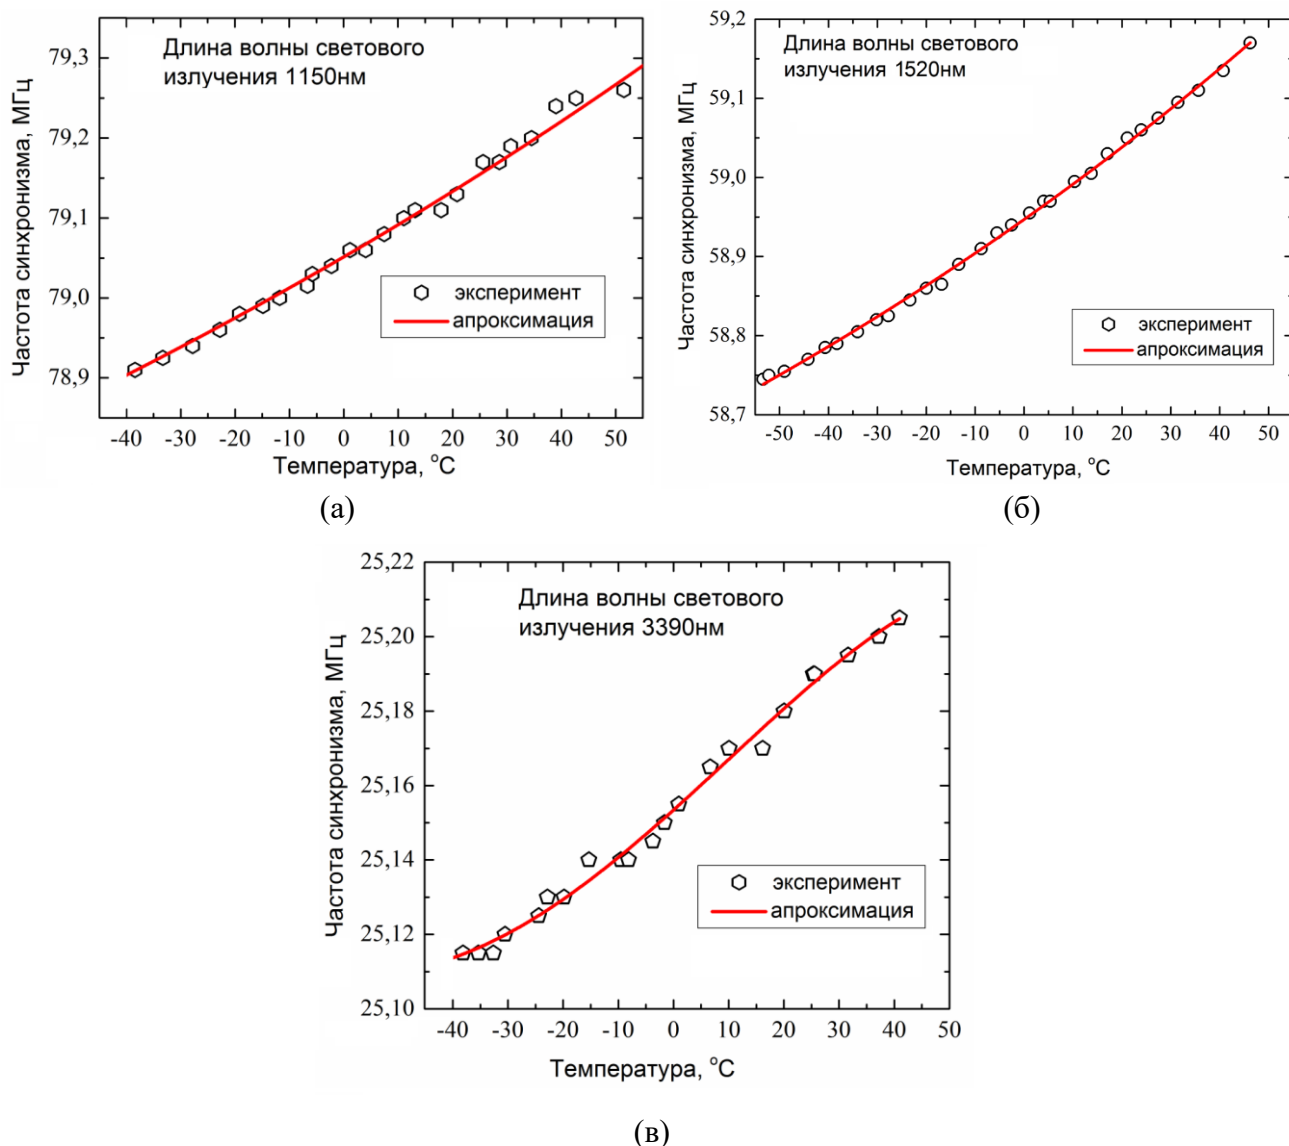 Длина волны светового
излучения 1150нм
Частота синхронизма, МГц
79,3
79,2
79,1
79,0
78,9
эксперимент
апроксимация
-40 -30 -20 -10 0 10 20 30 40 50
Температура, °C
(а)
Длина волны светового
излучения 1520нм
Частота синхронизма, МГц
59,2
59,1
59,0
58,9
58,8
58,7
эксперимент
апроксимация
-50 -40 -30 -20 -10 0 10 20 30 40 50
Температура, °C
(б)
Длина волны светового
излучения 3390нм
Частота синхронизма, МГц
25,22
25,20
25,18
25,16
25,14
25,12
25,10
эксперимент
апроксимация
-40 -30 -20 -10 0 10 20 30 40 50
Температура, °C
(в)